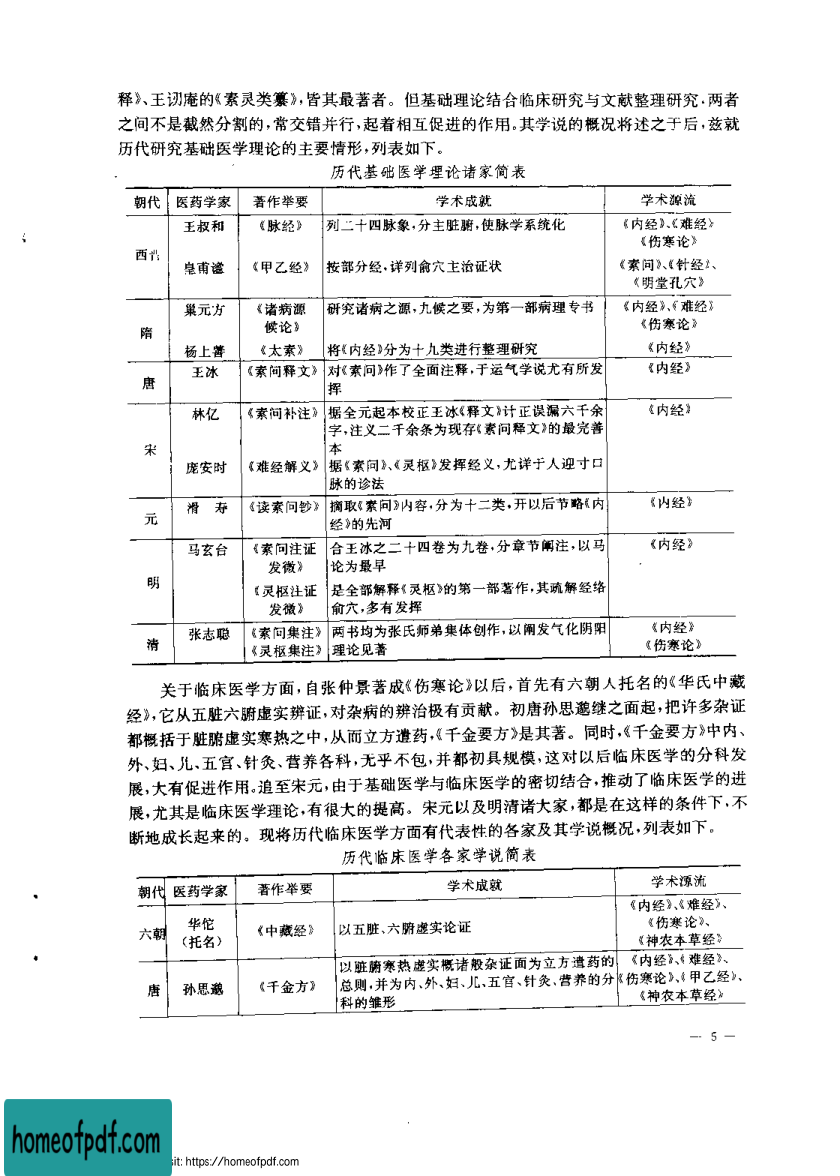 释》、王讱庵的《素灵类纂》,皆其最著者。但基础理论结合临床研究与文献整理研究,两者
之间不是截然分割的,常交错并行,起着相互促进的作用。其学说的概况将述之于后,兹就
历代研究基础医学理论的主要情形,列表如下。
历代基础医学理论诸家简表
朝代 医药学家 著作举要 学术成就 学术源流
西晋 王叔和 《脉经》 列二十四脉象,分主脏腑,使脉学系统化 《内经》、《难经》
《伤寒论》
皇甫谧 《甲乙经》 按部分经,详列俞穴主治证状 《素问》、《针经》、
《明堂孔穴》
隋 巢元方 《诸病源 研究诸病之源,九候之要,为第一部病理专书 《内经》、《难经》
候论》 《伤寒论》
杨上善 《太素》 将《内经》分为十九类进行整理研究 《内经》
唐 王冰 《素问释文》 对《素问》作了全面注释,于运气学说尤有所发 《内经》
挥
宋 林亿 《素问补注》 据全元起本校正王冰《释文》计正误漏六千余 《内经》
字,注义二千余条为现存《素问释文》的最完善
本
庞安时 《难经解义》 据《素问》、《灵枢》发挥经义,尤详于人迎寸口
脉的诊法
元 滑 寿 《读素问钞》 摘取《素问》内容,分为十二类,开以后节略《内 《内经》
经》的先河
明 马玄台 《素问注证 合王冰之二十四卷为九卷,分章节阐注,以马 《内经》
发微》 论为最早
《灵枢注证 是全部解释《灵枢》的第一部著作,其疏解经络
发微》 俞穴,多有发挥
清 张志聪 《素问集注》 两书均为张氏师弟集体创作,以阐发气化阴阳 《内经》
《灵枢集注》 理论见著 《伤寒论》
关于临床医学方面,自张仲景著成《伤寒论》以后,首先有六朝人托名的《华氏中藏
经》,它从五脏六腑虚实辨证,对杂病的辨治极有贡献。初唐孙思邈继之面起,把许多杂证
都概括于脏腑虚实寒热之中,从而立方遣药,《千金要方》是其著。同时,《千金要方》中内、
外、妇、儿、五官、针灸、营养各科,无乎不包,并都初具规模,这对以后临床医学的分科发
展,大有促进作用。追至宋元,由于基础医学与临床医学的密切结合,推动了临床医学的进
展,尤其是临床医学理论,有很大的提高。宋元以及明清诸大家,都是在这样的条件下,不
断地成长起来的。现将历代临床医学方面有代表性的各家及其学说概况,列表如下。
历代临床医学各家学说简表
朝代 医药学家 著作举要 学术成就 学术源流
六朝 华佗 《中藏经》 以五脏、六腑虚实论证 《内经》、《难经》、
(托名) 《伤寒论》、
《神农本草经》
唐 孙思邈 《千金方》 以脏腑寒热虚实概诸般杂证面为立方遣药的 《内经》、《难经》、
总则,并为内、外、妇、儿、五官、针灸、营养的分 《伤寒论》、《甲乙经》、
科的雏形 《神农本草经》
— 5 —
homeofpdf.com
sit: https://homeofpdf.com